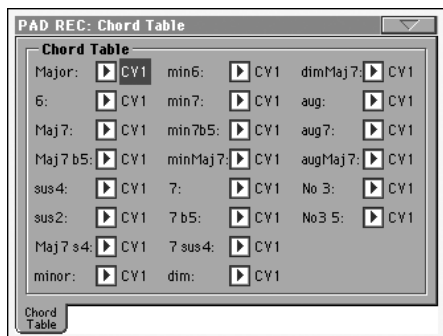 PAD REC: Chord Table
Chord Table
Major: CV1 min6: CV1 dimMaj7: CV1
6: CV1 min7: CV1 aug: CV1
Maj7: CV1 min7b5: CV1 aug7: CV1
Maj7 b5: CV1 minMaj7: CV1 augMaj7: CV1
sus4: CV1 7: CV1 No 3: CV1
sus2: CV1 7 b5: CV1 No3 5: CV1
Maj7 s4: CV1 7 sus4: CV1
minor: CV1 dim: CV1
Chord
Table